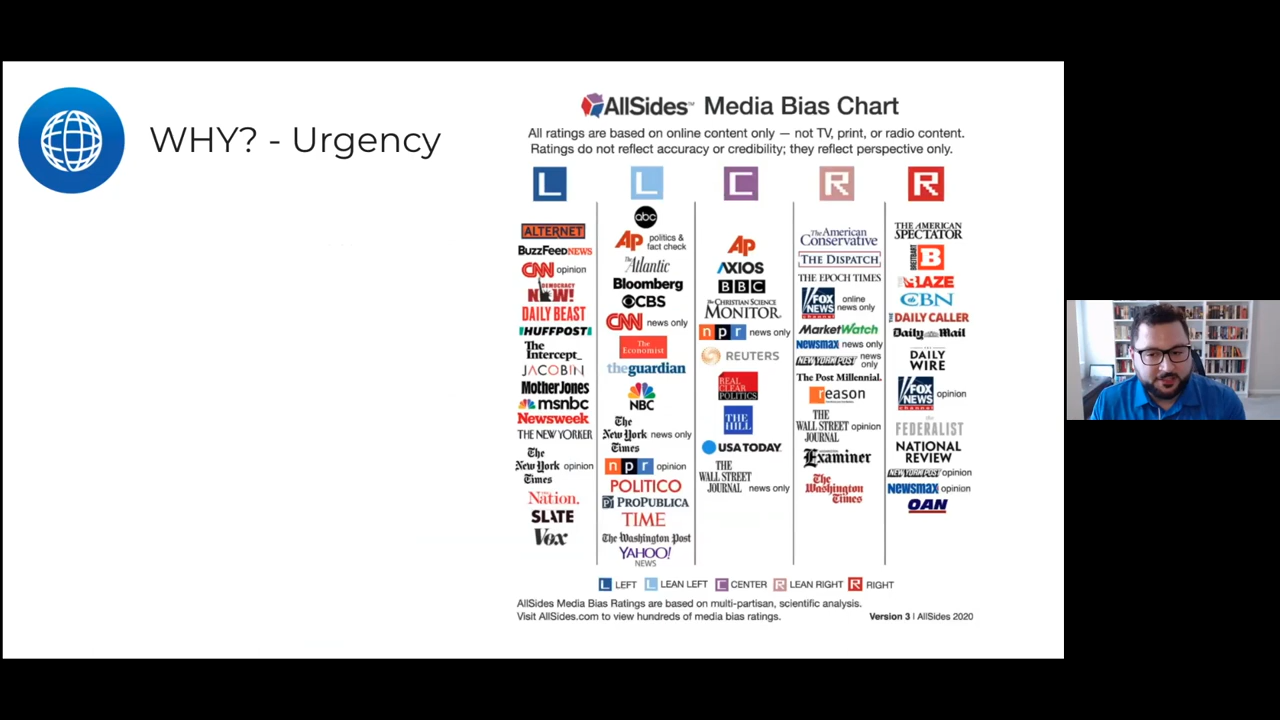 WHY? - Urgency
AllSides™ Media Bias Chart
All ratings are based on online content only — not TV, print, or radio content.
Ratings do not reflect accuracy or credibility; they reflect perspective only.
L
L
C
R
R
ALTERNET
BuzzFeed NEWS
CNN opinion
DEMOCRACY
NOW!
DAILY BEAST
HUFFPOST
The
Intercept_
JACOBIN
Mother Jones
msnbc
Newsweek
THE NEW YORKER
The
New York opinion
Times
The
Nation.
SLATE
Vox
abc
AP politics &
fact check
The Atlantic
Bloomberg
CBS
CNN news only
The
Economist
the guardian
NBC
The
New York news only
Times
npr opinion
POLITICO
PROPUBLICA
TIME
The Washington Post
YAHOO!
NEWS
AP
AXIOS
BBC
The CHRISTIAN SCIENCE
MONITOR
npr news only
REUTERS
REAL
CLEAR
POLITICS
THE
HILL
USA TODAY
THE
WALL STREET
JOURNAL news only
The American
Conservative
THE DISPATCH
THE EPOCH TIMES
FOX
NEWS
channel
online
news only
MarketWatch
Newsmax news only
NEW YORK POST news
only
The Post Millennial.
reason
THE
WALL STREET opinion
JOURNAL
Examiner
The
Washington
Times
THE AMERICAN
SPECTATOR
BREITBART B
BLAZE
CBN
THE DAILY CALLER
Daily Mail
THE
DAILY
WIRE
FOX
NEWS
channel
opinion
the
FEDERALIST
NATIONAL
REVIEW
NEW YORK POST opinion
Newsmax opinion
OAN
L LEFT L LEAN LEFT C CENTER R LEAN RIGHT R RIGHT
AllSides Media Bias Ratings are based on multi-partisan, scientific analysis.
Visit AllSides.com to view hundreds of media bias ratings.
Version 3 | AllSides 2020